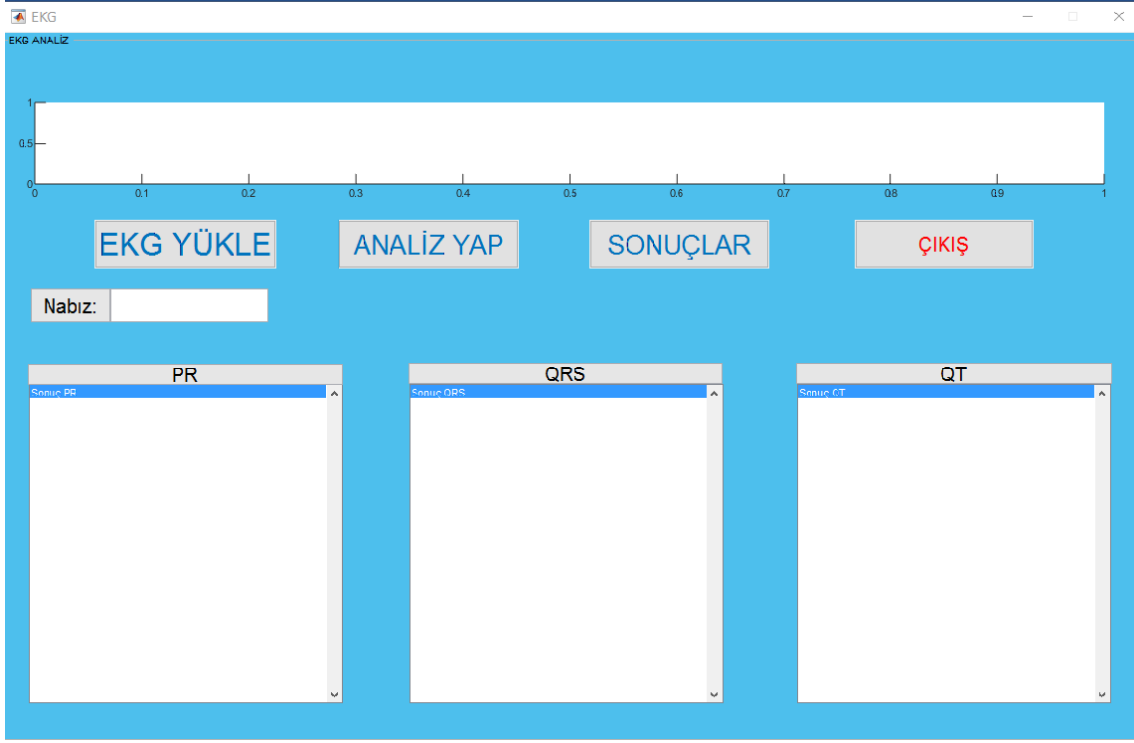 EKG
EKG ANALİZ
1
0.5
0
0 0.1 0.2 0.3 0.4 0.5 0.6 0.7 0.8 0.9 1
EKG YÜKLE ANALİZ YAP SONUÇLAR ÇIKIŞ
Nabız:
PR QRS QT
Sonuç PR Sonuç QRS Sonuç QT